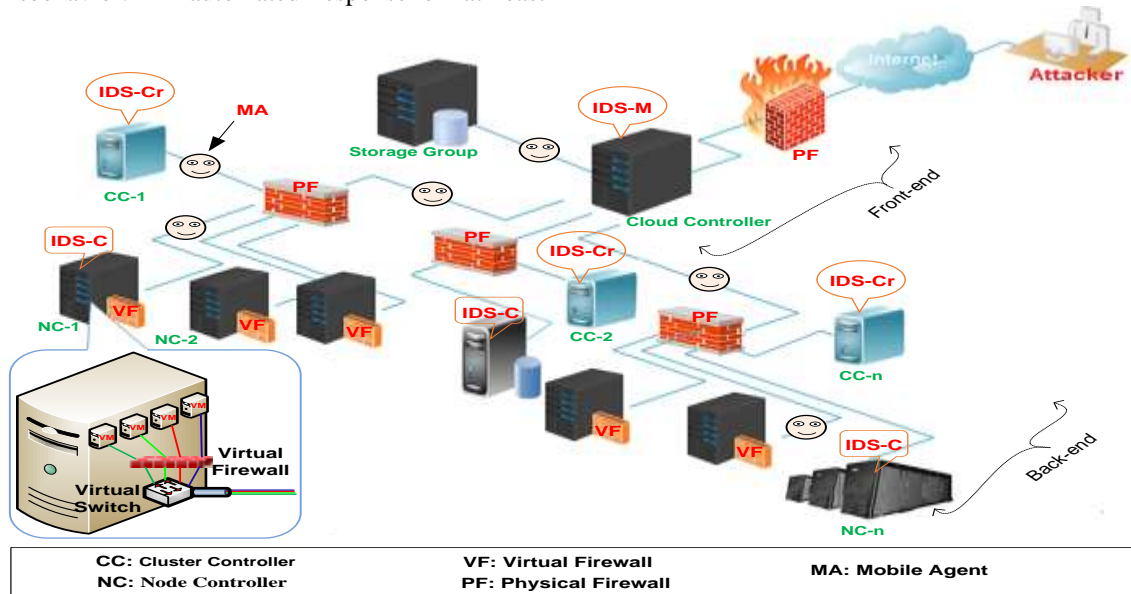 IDS-Cr
MA
CC-1
Storage Group
IDS-M
Cloud Controller
PF
Internet
Attacker
Front-end
PF
IDS-C
NC-1
VF
NC-2
VF
VF
PF
IDS-Cr
CC-2
IDS-C
PF
IDS-Cr
CC-n
VF
VF
IDS-C
NC-n
Back-end
VM
VM
VM
VM
Virtual
Firewall
Virtual
Switch
CC: Cluster Controller
NC: Node Controller
VF: Virtual Firewall
PF: Physical Firewall
MA: Mobile Agent